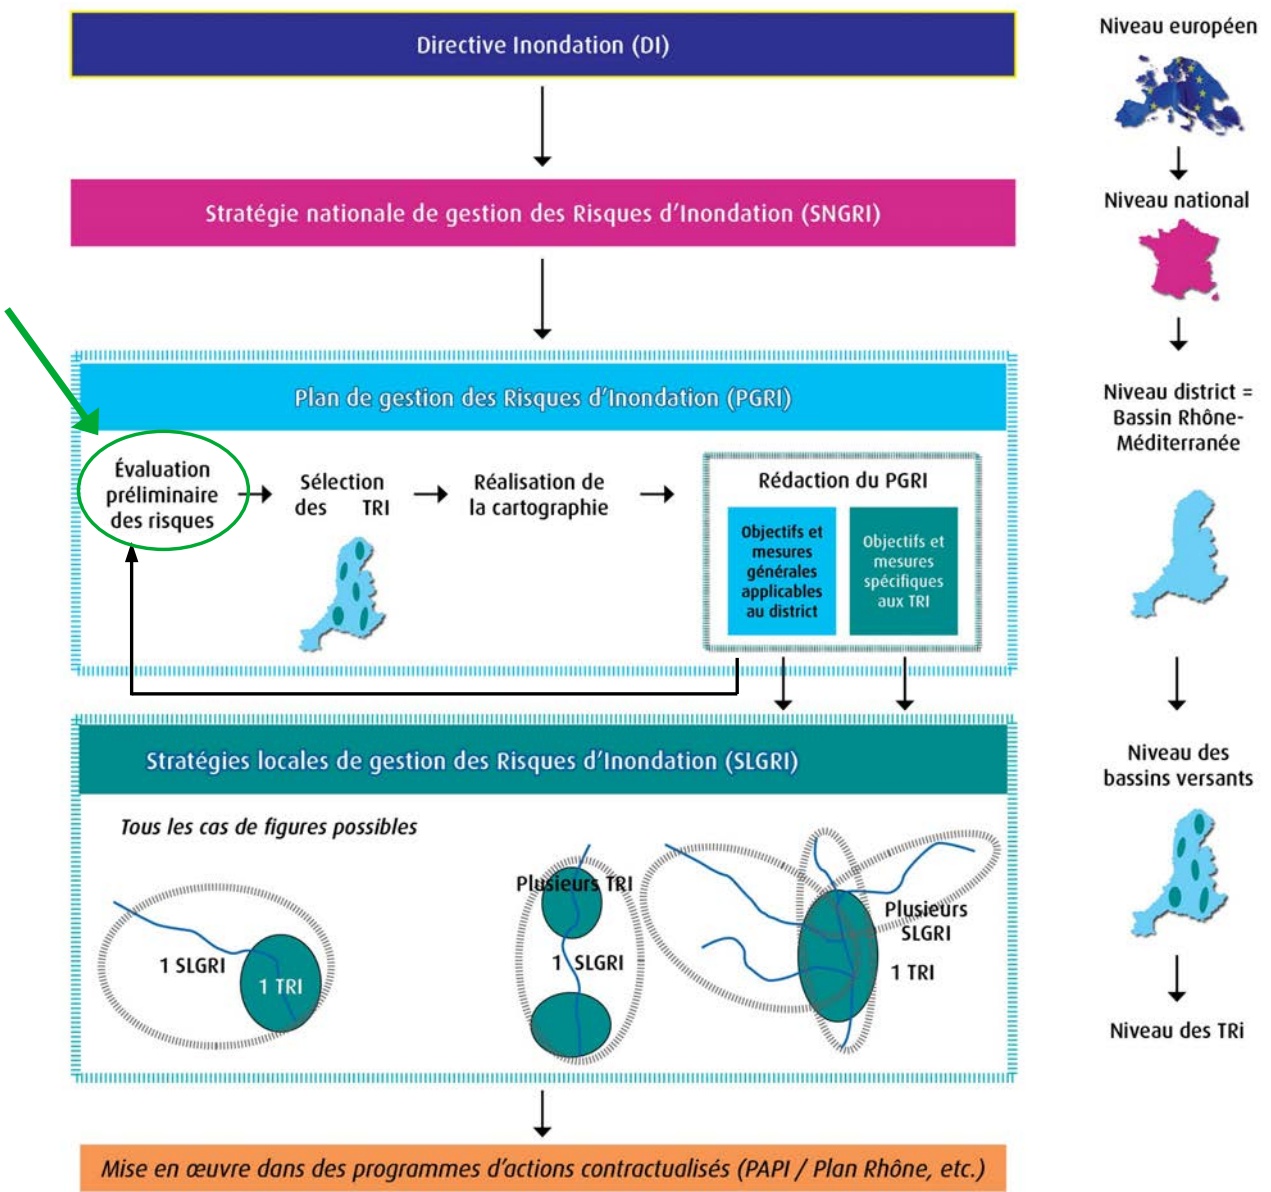 Directive Inondation (DI)
Niveau européen
Stratégie nationale de gestion des Risques d'Inondation (SNGRI)
Niveau national
Plan de gestion des Risques d'Inondation (PGRI)
Niveau district =
Bassin Rhône-
Méditerranée
Évaluation
préliminaire
des risques
Sélection
des TRI
Réalisation de
la cartographie
Rédaction du PGRI
Objectifs et
mesures
générales
applicables
au district
Objectifs et
mesures
spécifiques
aux TRI
Stratégies locales de gestion des Risques d'Inondation (SLGRI)
Niveau des
bassins versants
Tous les cas de figures possibles
1 SLGRI
1 TRI
Plusieurs TRI
1 SLGRI
Plusieurs
SLGRI
1 TRI
Niveau des TRi
Mise en œuvre dans des programmes d'actions contractualisés (PAPI / Plan Rhône, etc.)